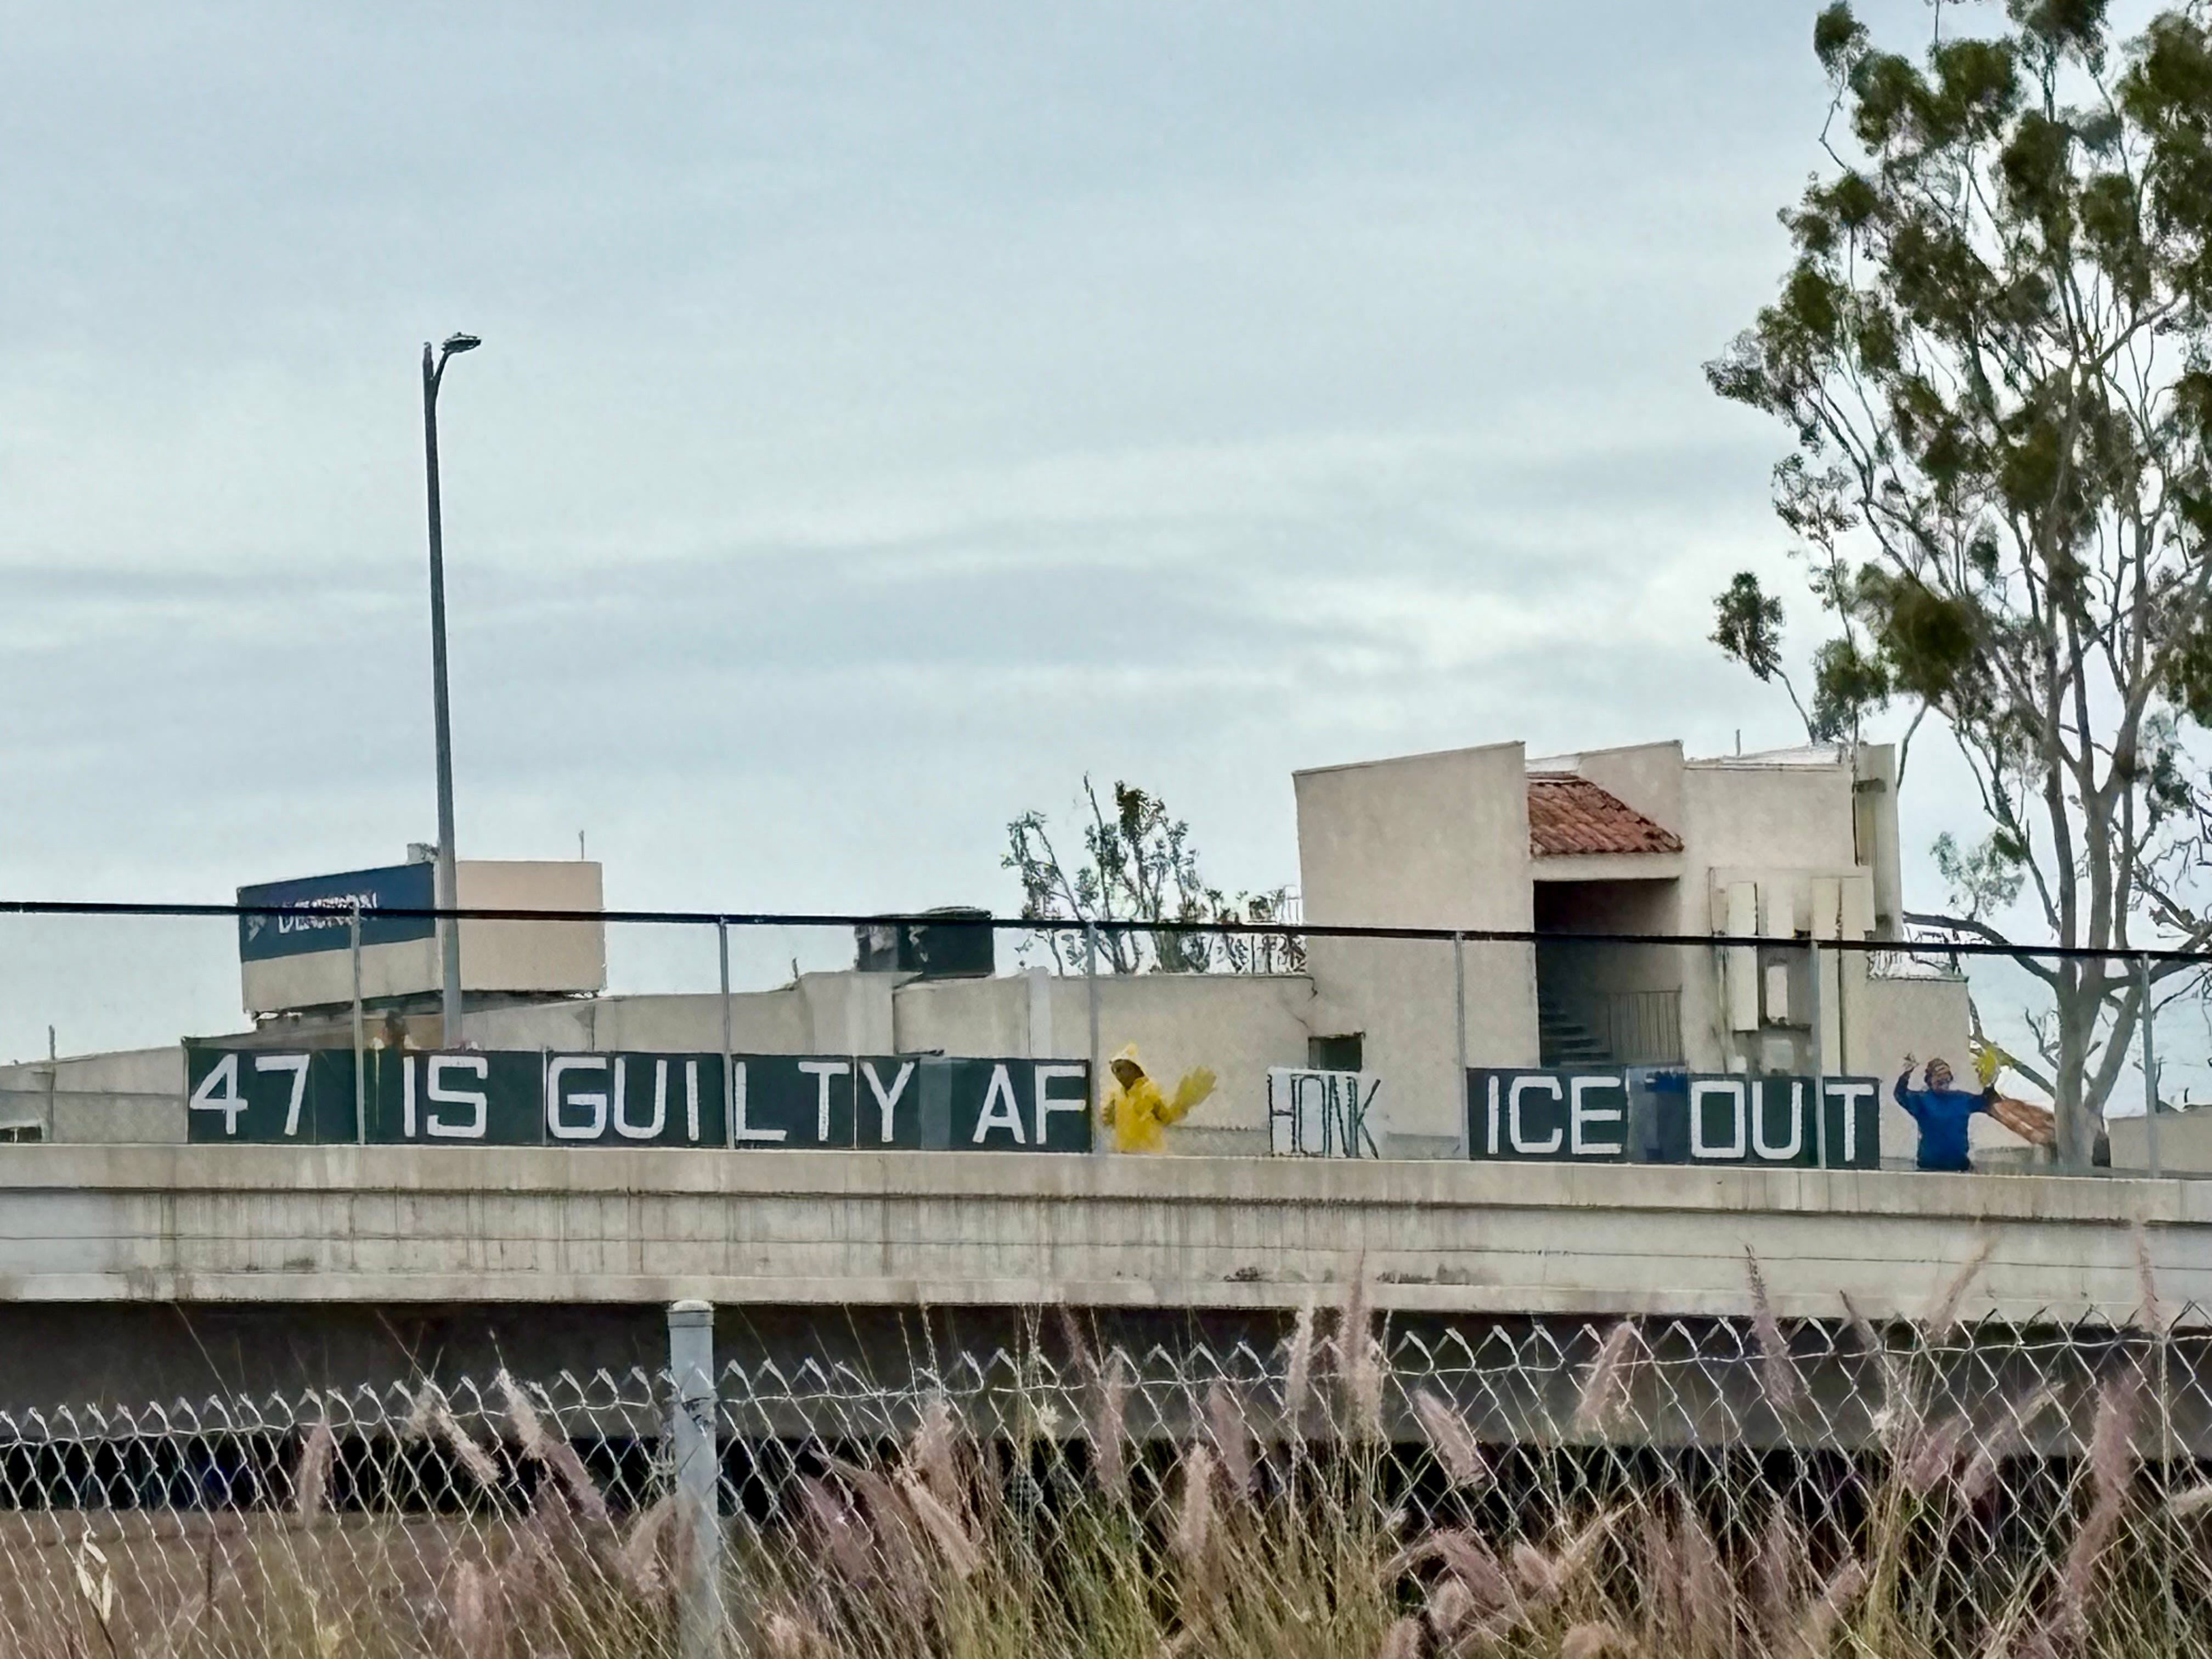 47 IS GUILTY AF
HONK
ICE OUT